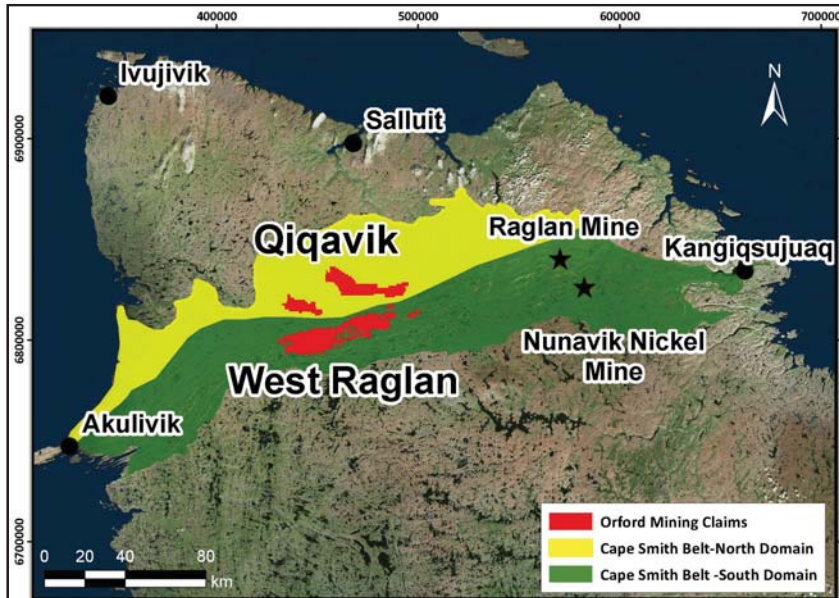 400000 500000 600000 700000
Ivujivik
N
Salluit
6900000
Qiqavik
Raglan Mine
Kangiqsujuaq
6800000
Nunavik Nickel
Mine
West Raglan
Akulivik
Orford Mining Claims
Cape Smith Belt-North Domain
Cape Smith Belt -South Domain
6700000
0 20 40 80
km